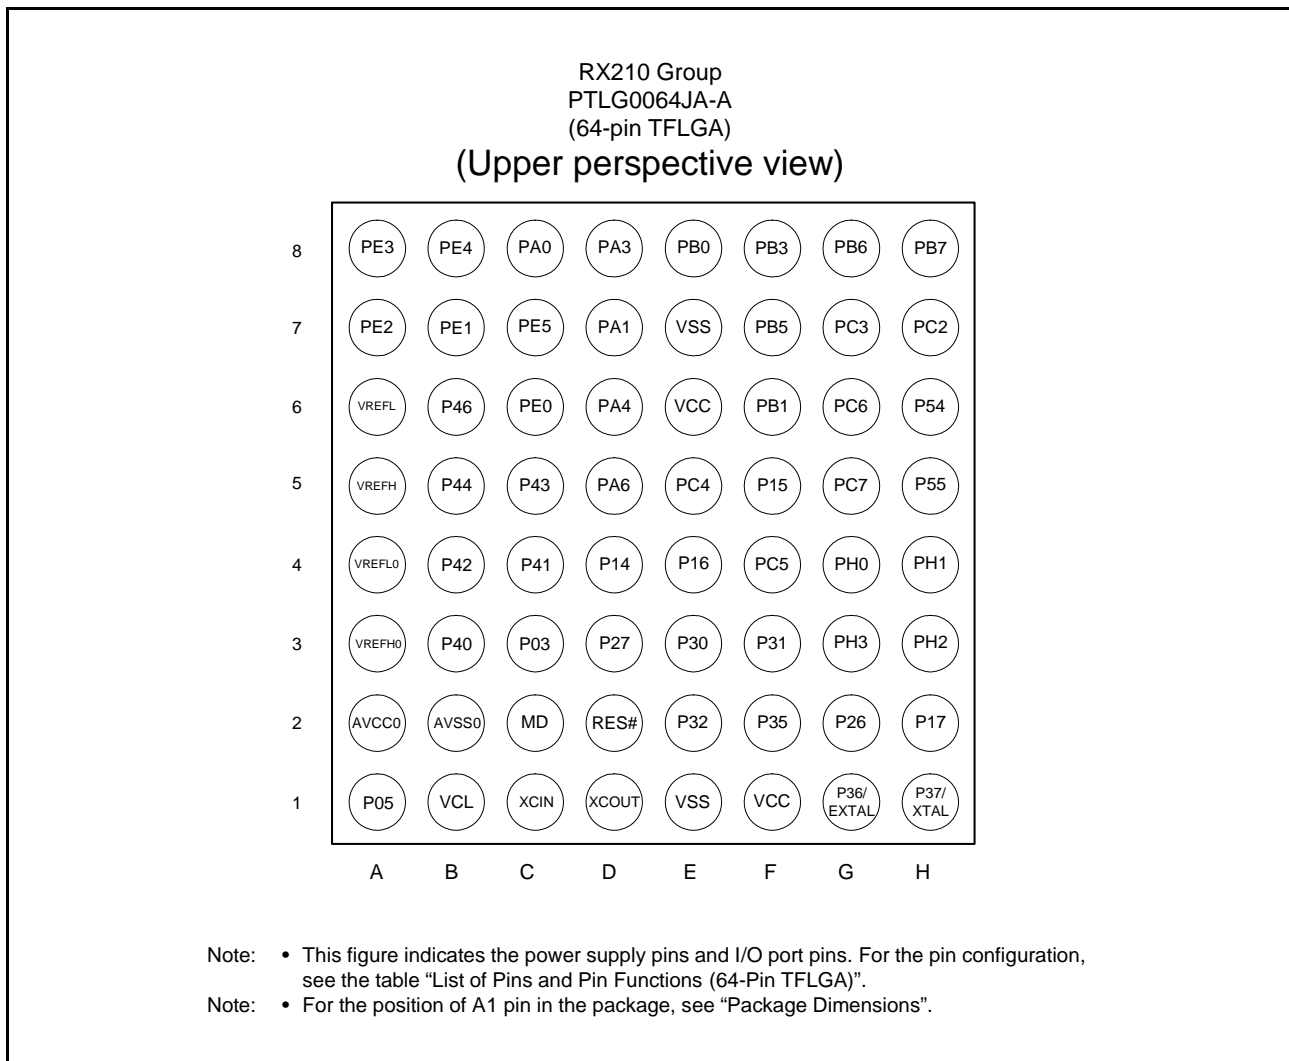 RX210 Group
PTLG0064JA-A
(64-pin TFLGA)
(Upper perspective view)
8 PE3 PE4 PA0 PA3 PB0 PB3 PB6 PB7
7 PE2 PE1 PE5 PA1 VSS PB5 PC3 PC2
6 VREFL P46 PE0 PA4 VCC PB1 PC6 P54
5 VREFH P44 P43 PA6 PC4 P15 PC7 P55
4 VREFL0 P42 P41 P14 P16 PC5 PH0 PH1
3 VREFH0 P40 P03 P27 P30 P31 PH3 PH2
2 AVCC0 AVSS0 MD RES# P32 P35 P26 P17
1 P05 VCL XCIN XCOUT VSS VCC P36/ EXTAL P37/ XTAL
A B C D E F G H
Note: • This figure indicates the power supply pins and I/O port pins. For the pin configuration,
see the table “List of Pins and Pin Functions (64-Pin TFLGA)”.
Note: • For the position of A1 pin in the package, see “Package Dimensions”.